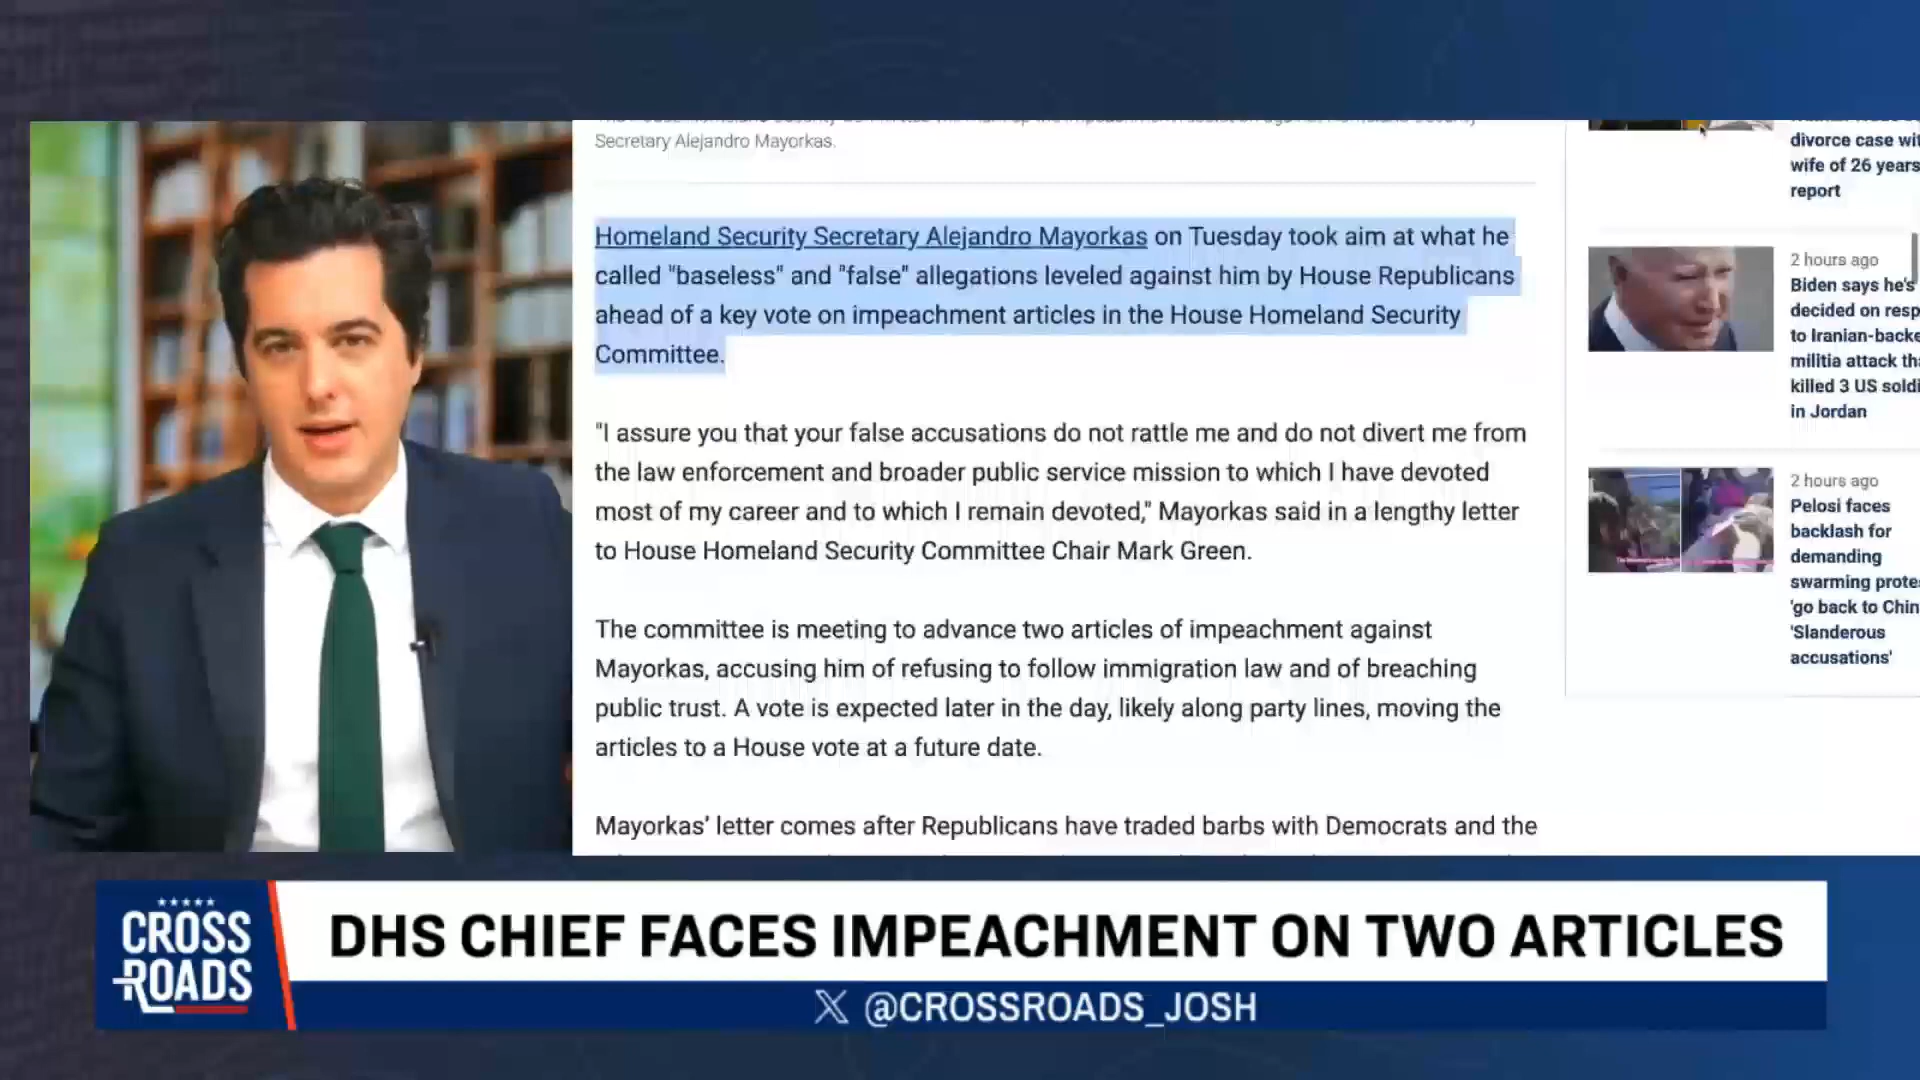 Secretary Alejandro Mayorkas.
Homeland Security Secretary Alejandro Mayorkas on Tuesday took aim at what he
called "baseless" and "false" allegations leveled against him by House Republicans
ahead of a key vote on impeachment articles in the House Homeland Security
Committee.
"I assure you that your false accusations do not rattle me and do not divert me from
the law enforcement and broader public service mission to which I have devoted
most of my career and to which I remain devoted," Mayorkas said in a lengthy letter
to House Homeland Security Committee Chair Mark Green.
The committee is meeting to advance two articles of impeachment against
Mayorkas, accusing him of refusing to follow immigration law and of breaching
public trust. A vote is expected later in the day, likely along party lines, moving the
articles to a House vote at a future date.
Mayorkas' letter comes after Republicans have traded barbs with Democrats and the
divorce case wit
wife of 26 years
report
2 hours ago
Biden says he's
decided on resp
to Iranian-backe
militia attack tha
killed 3 US soldi
in Jordan
2 hours ago
Pelosi faces
backlash for
demanding
swarming prote
'go back to Chin
'Slanderous
accusations'
CROSS
ROADS
DHS CHIEF FACES IMPEACHMENT ON TWO ARTICLES
X @CROSSROADS_JOSH